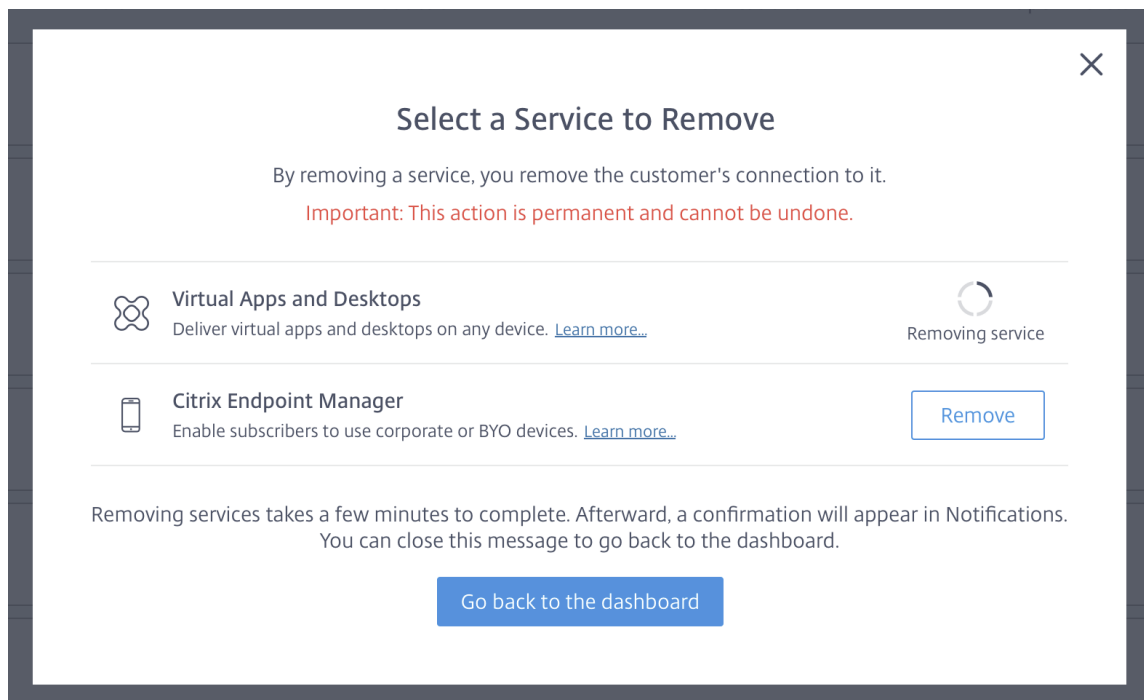 Select a Service to Remove
By removing a service, you remove the customer's connection to it.
Important: This action is permanent and cannot be undone.
Virtual Apps and Desktops
Deliver virtual apps and desktops on any device. Learn more...
Removing service
Citrix Endpoint Manager
Enable subscribers to use corporate or BYO devices. Learn more...
Remove
Removing services takes a few minutes to complete. Afterward, a confirmation will appear in Notifications.
You can close this message to go back to the dashboard.
Go back to the dashboard